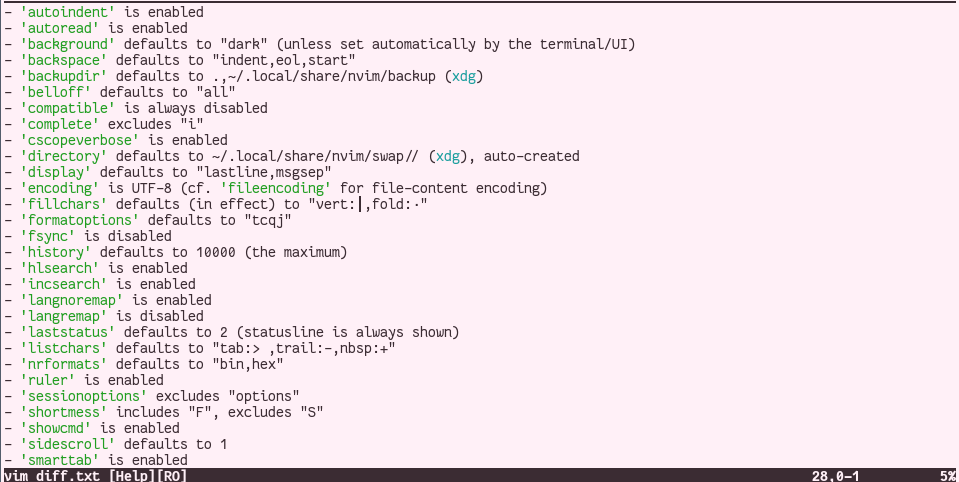 - 'autoindent' is enabled
- 'autoread' is enabled
- 'background' defaults to "dark" (unless set automatically by the terminal/UI)
- 'backspace' defaults to "indent,eol,start"
- 'backupdir' defaults to .,~/.local/share/nvim/backup (xdg)
- 'belloff' defaults to "all"
- 'compatible' is always disabled
- 'complete' excludes "i"
- 'cscopeverbose' is enabled
- 'directory' defaults to ~/.local/share/nvim/swap// (xdg), auto-created
- 'display' defaults to "lastline,msgsep"
- 'encoding' is UTF-8 (cf. 'fileencoding' for file-content encoding)
- 'fillchars' defaults (in effect) to "vert:│,fold:·"
- 'formatoptions' defaults to "tcqj"
- 'fsync' is disabled
- 'history' defaults to 10000 (the maximum)
- 'hlsearch' is enabled
- 'incsearch' is enabled
- 'langnoremap' is enabled
- 'langremap' is disabled
- 'laststatus' defaults to 2 (statusline is always shown)
- 'listchars' defaults to "tab:> ,trail:-,nbsp:+"
- 'nrformats' defaults to "bin,hex"
- 'ruler' is enabled
- 'sessionoptions' excludes "options"
- 'shortmess' includes "F", excludes "S"
- 'showcmd' is enabled
- 'sidescroll' defaults to 1
- 'smarttab' is enabled
vim_diff.txt [Help][RO] 28,0-1 5%